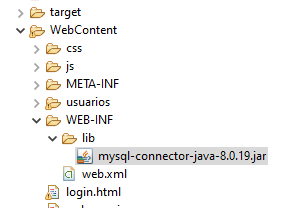 target
WebContent
css
js
META-INF
usuarios
WEB-INF
lib
mysql-connector-java-8.0.19.jar
web.xml
login.html